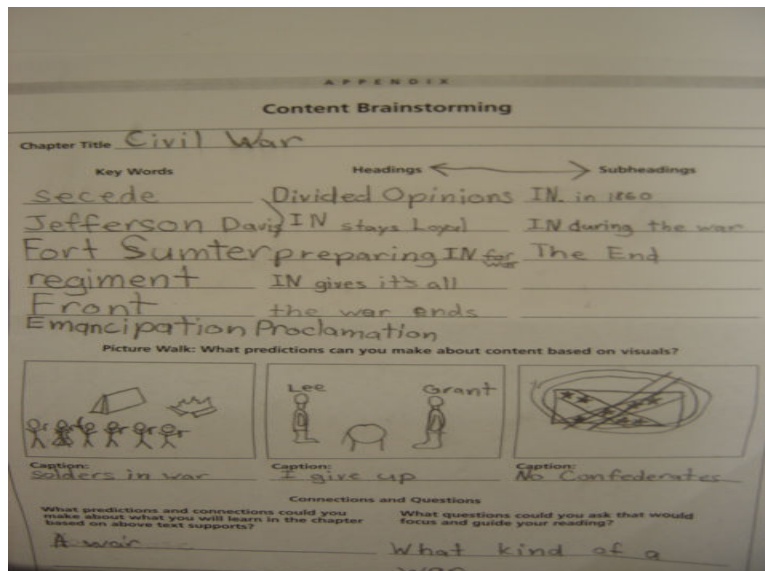 APPENDIX
Content Brainstorming
Chapter Title Civil War
Key Words Headings Subheadings
secede Divided Opinions IN in 1860
Jefferson Davis IN stays Loyal IN during the war
Fort Sumter preparing IN for war The End
regiment IN gives it's all
Front the war ends
Emancipation Proclamation
Picture Walk: What predictions can you make about content based on visuals?
Lee Grant
Caption: Caption: Caption:
solders in war I give up No Confederates
Connections and Questions
What predictions and connections could you What questions could you ask that would
make about what you will learn in the chapter focus and guide your reading?
based on above text supports?
A war What kind of a
war